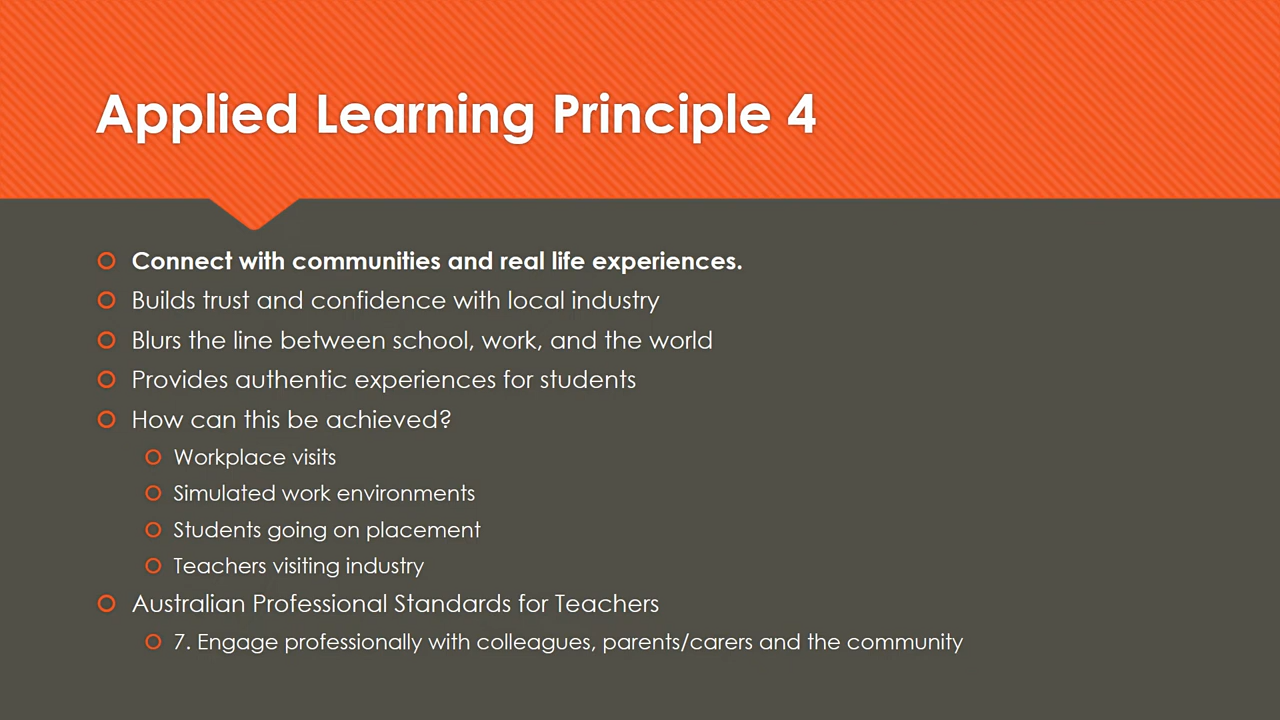 Applied Learning Principle 4
Connect with communities and real life experiences.
Builds trust and confidence with local industry
Blurs the line between school, work, and the world
Provides authentic experiences for students
How can this be achieved?
Workplace visits
Simulated work environments
Students going on placement
Teachers visiting industry
Australian Professional Standards for Teachers
7. Engage professionally with colleagues, parents/carers and the community